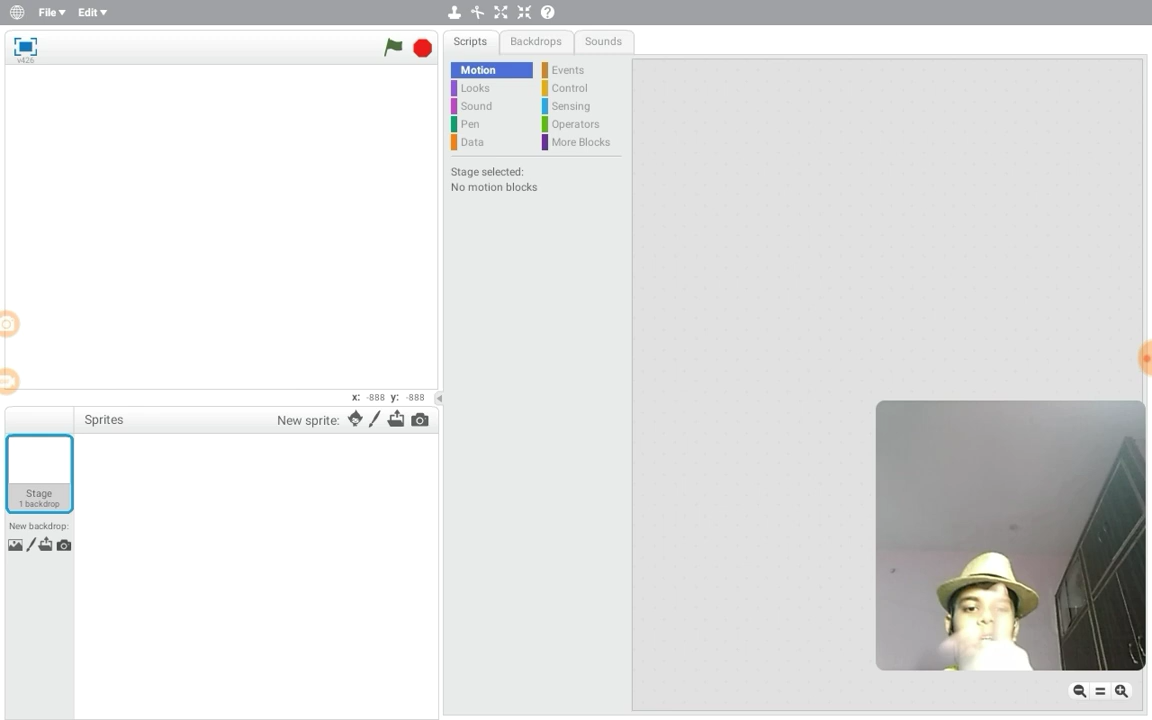 File Edit
v426
Scripts Backdrops Sounds
Motion Events
Looks Control
Sound Sensing
Pen Operators
Data More Blocks
Stage selected:
No motion blocks
x: -888 y: -888
Sprites New sprite:
Stage
1 backdrop
New backdrop: